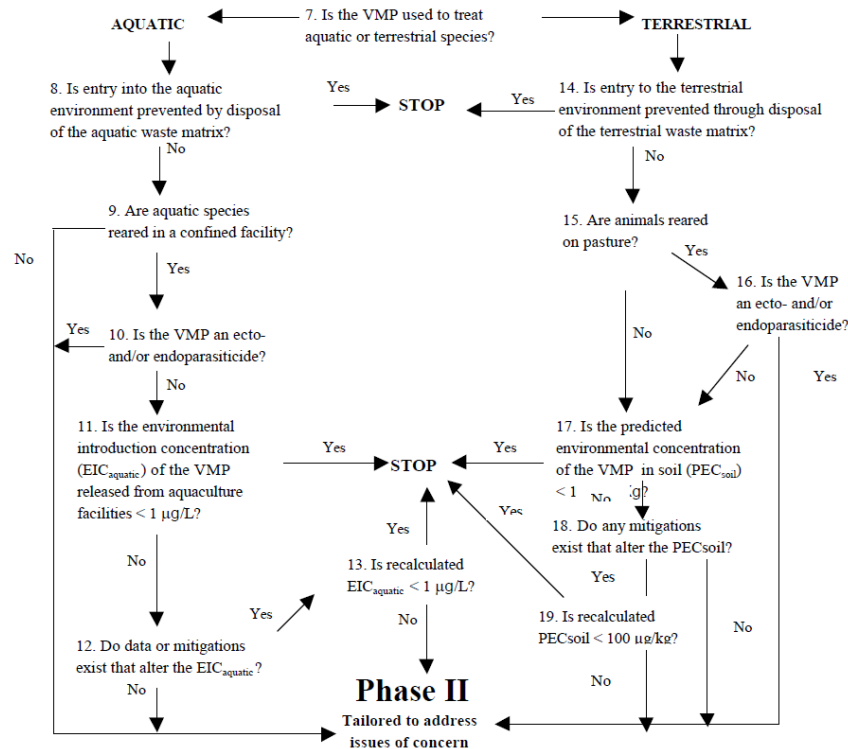 7. Is the VMP used to treat
aquatic or terrestrial species?
AQUATIC
TERRESTRIAL
8. Is entry into the aquatic
environment prevented by disposal
of the aquatic waste matrix?
Yes
STOP
Yes
14. Is entry to the terrestrial
environment prevented through disposal
of the terrestrial waste matrix?
No
No
9. Are aquatic species
reared in a confined facility?
No
Yes
15. Are animals reared
on pasture?
Yes
16. Is the VMP
an ecto- and/or
endoparasiticide?
10. Is the VMP an ecto-
and/or endoparasiticide?
Yes
No
No
No
Yes
11. Is the environmental
introduction concentration
(EICaquatic) of the VMP
released from aquaculture
facilities < 1 µg/L?
Yes
STOP
Yes
17. Is the predicted
environmental concentration
of the VMP in soil (PECsoil)
< 1 g?
No
18. Do any mitigations
exist that alter the PECsoil?
Yes
Yes
Yes
No
13. Is recalculated
EICaquatic < 1 µg/L?
Yes
No
19. Is recalculated
PECsoil < 100 µg/kg?
No
No
12. Do data or mitigations
exist that alter the EICaquatic?
No
Phase II
Tailored to address
issues of concern